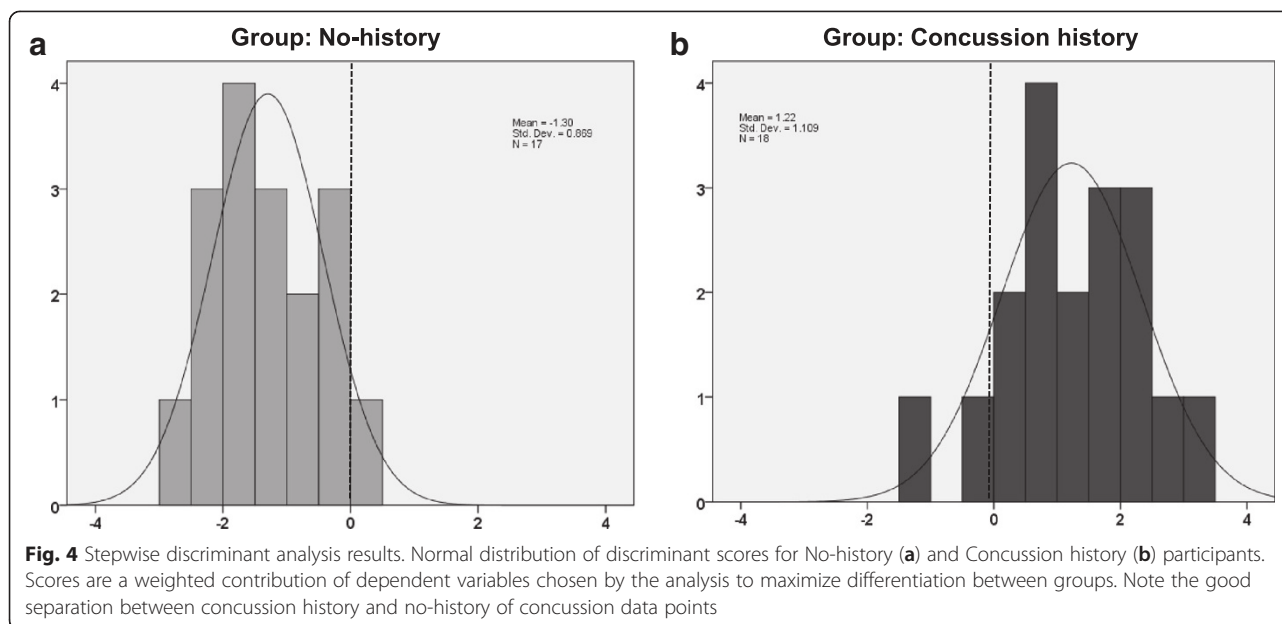 a
Group: No-history
4
3
2
1
0
-4
-2
0
2
4
Mean = -1.30
Std. Dev. = 0.869
N = 17
b
Group: Concussion history
4
3
2
1
0
-4
-2
0
2
4
Mean = 1.22
Std. Dev. = 1.109
N = 18
Fig. 4 Stepwise discriminant analysis results. Normal distribution of discriminant scores for No-history (a) and Concussion history (b) participants.
Scores are a weighted contribution of dependent variables chosen by the analysis to maximize differentiation between groups. Note the good
separation between concussion history and no-history of concussion data points